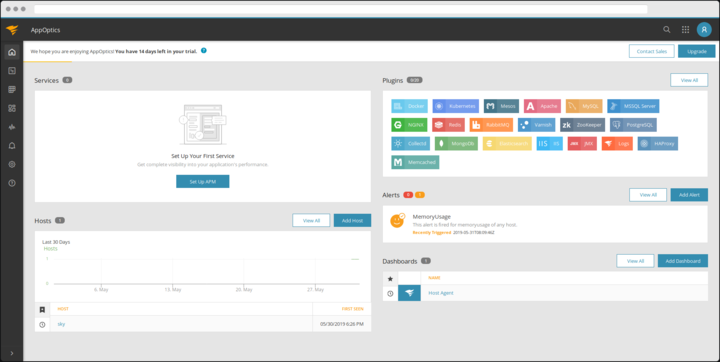 AppOptics
We hope you are enjoying AppOptics! You have 14 days left in your trial.
?
Contact Sales
Upgrade
Services
0
Set Up Your First Service
Get complete visibility into your application's performance.
Set Up APM
Hosts
1
View All
Add Host
Last 30 Days
Hosts
1
0
6. May
13. May
20. May
27. May
HOST
FIRST SEEN
sky
05/30/2019 6:26 PM
Plugins
View All
Docker
Kubernetes
Mesos
Apache
MySQL
MSSQL Server
NGINX
Redis
RabbitMQ
Varnish
zk
ZooKeeper
PostgreSQL
Collectd
MongoDB
IIS
IIS
JMX
JMX
Logs
HAProxy
Memcached
Alerts
View All
Add Alert
MemoryUsage
This alert is fired for memoryusage of any host.
Recently Triggered 2019-05-31T08:09:46Z
Dashboards
1
View All
Add Dashboard
NAME
Host Agent